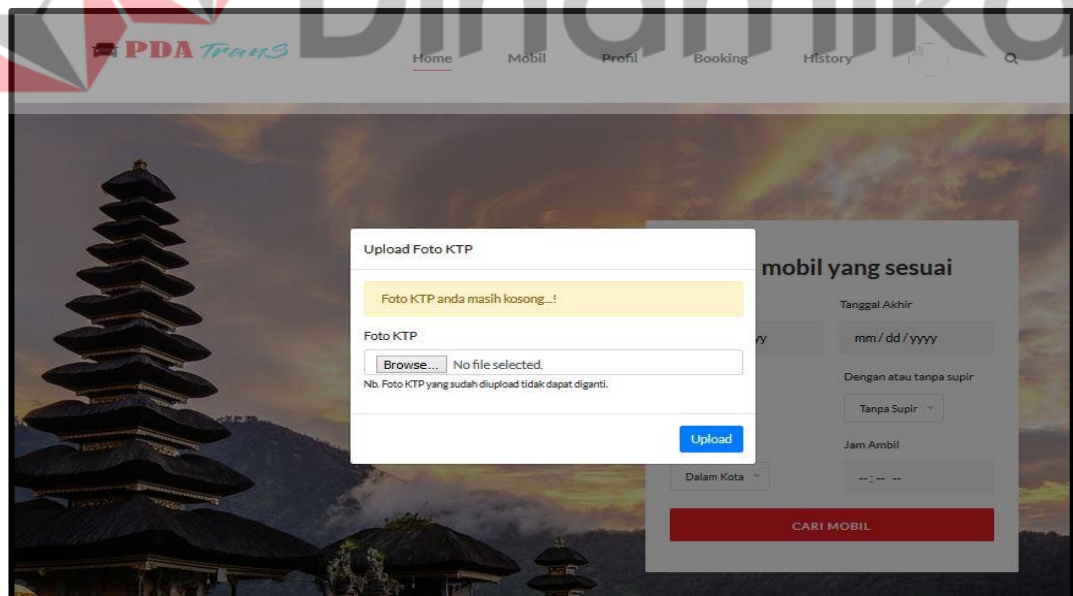 Dinamika
PDA Trans
Home Mobil Profil Booking History
Upload Foto KTP
Foto KTP anda masih kosong...!
Foto KTP
Browse... No file selected.
Nb. Foto KTP yang sudah diupload tidak dapat diganti.
Upload
mobil yang sesuai
Tanggal Akhir
yy mm/dd/yyyy
Dengan atau tanpa supir
Tanpa Supir
Jam Ambil
Dalam Kota --:-- --
CARI MOBIL